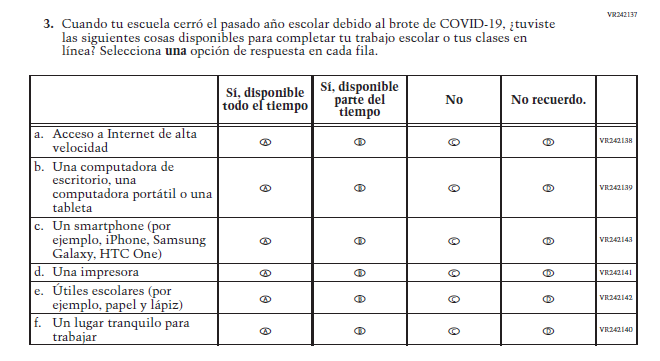 VR242137
3. Cuando tu escuela cerró el pasado año escolar debido al brote de COVID-19, ¿tuviste
las siguientes cosas disponibles para completar tu trabajo escolar o tus clases en
línea? Selecciona una opción de respuesta en cada fila.
Sí, disponible
todo el tiempo
Sí, disponible
parte del
tiempo
No
No recuerdo.
a. Acceso a Internet de alta
velocidad
A B C D VR242138
b. Una computadora de
escritorio, una
computadora portátil o una
tableta
A B C D VR242139
c. Un smartphone (por
ejemplo, iPhone, Samsung
Galaxy, HTC One)
A B C D VR242143
d. Una impresora A B C D VR242141
e. Útiles escolares (por
ejemplo, papel y lápiz)
A B C D VR242142
f. Un lugar tranquilo para
trabajar
A B C D VR242140